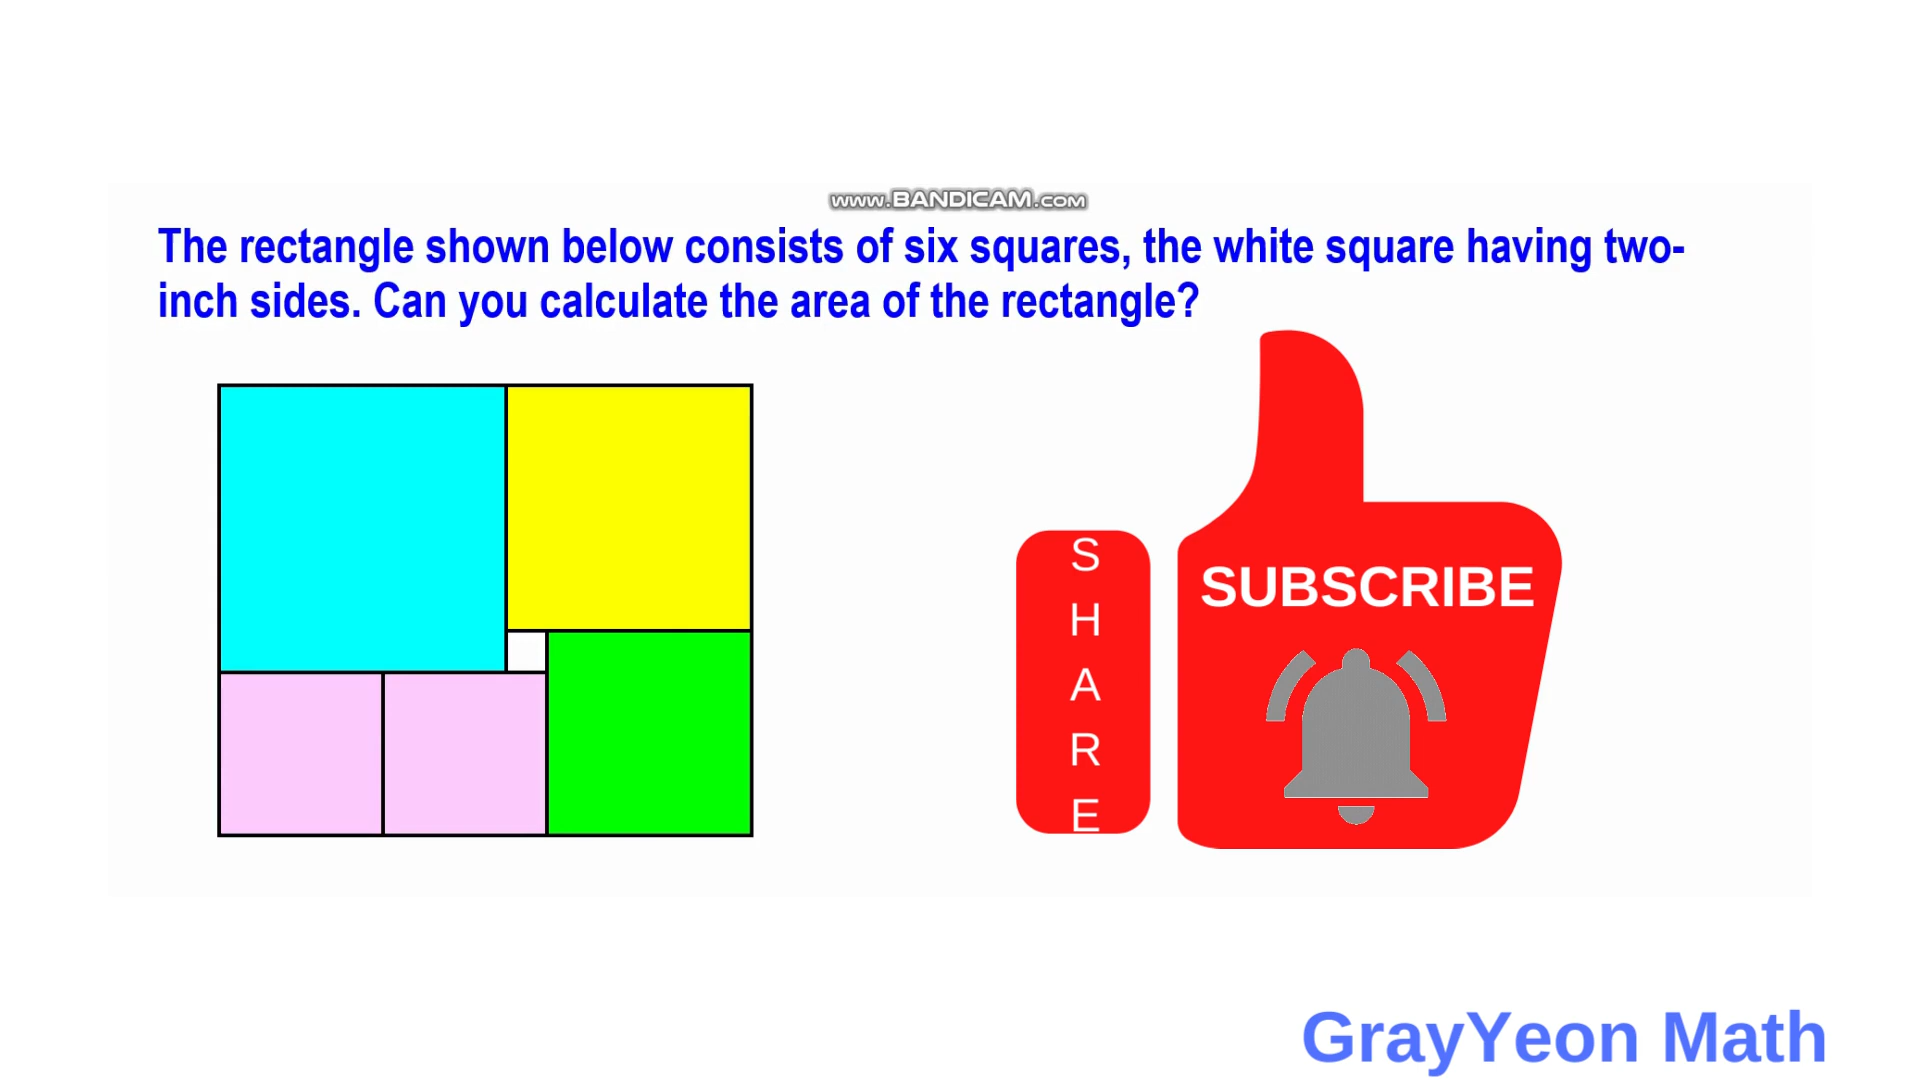 www.BANDICAM.com
The rectangle shown below consists of six squares, the white square having two-
inch sides. Can you calculate the area of the rectangle?
S
H
A
R
E
SUBSCRIBE
GrayYeon Math